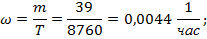 ω = m/T = 39/8760 = 0,0044 1/час;